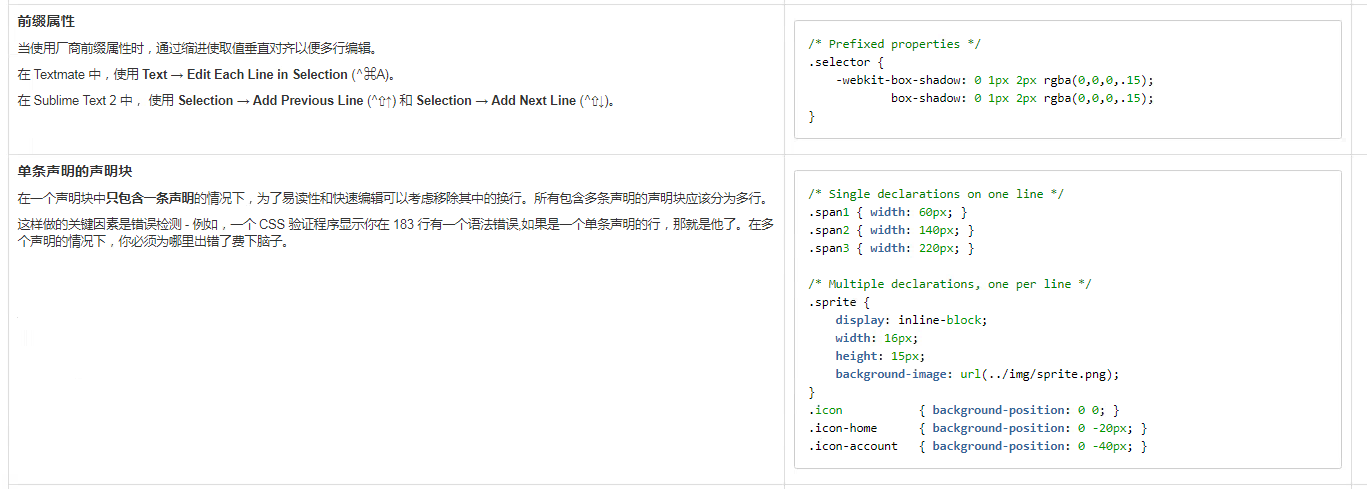 前缀属性
当使用厂商前缀属性时，通过缩进使取值垂直对齐以便多行编辑。
在 Textmate 中，使用 Text → Edit Each Line in Selection (^⌘A)。
在 Sublime Text 2 中， 使用 Selection → Add Previous Line (^⇧↑) 和 Selection → Add Next Line (^⇧↓)。
/* Prefixed properties */
.selector {
    -webkit-box-shadow: 0 1px 2px rgba(0,0,0,.15);
            box-shadow: 0 1px 2px rgba(0,0,0,.15);
}
单条声明的声明块
在一个声明块中只包含一条声明的情况下，为了易读性和快速编辑可以考虑移除其中的换行。所有包含多条声明的声明块应该分为多行。
这样做的关键因素是错误检测 - 例如，一个 CSS 验证程序显示你在 183 行有一个语法错误,如果是一个单条声明的行，那就是他了。在多
个声明的情况下，你必须为哪里出错了费下脑子。
/* Single declarations on one line */
.span1 { width: 60px; }
.span2 { width: 140px; }
.span3 { width: 220px; }
/* Multiple declarations, one per line */
.sprite {
    display: inline-block;
    width: 16px;
    height: 15px;
    background-image: url(../img/sprite.png);
}
.icon           { background-position: 0 0; }
.icon-home      { background-position: 0 -20px; }
.icon-account   { background-position: 0 -40px; }